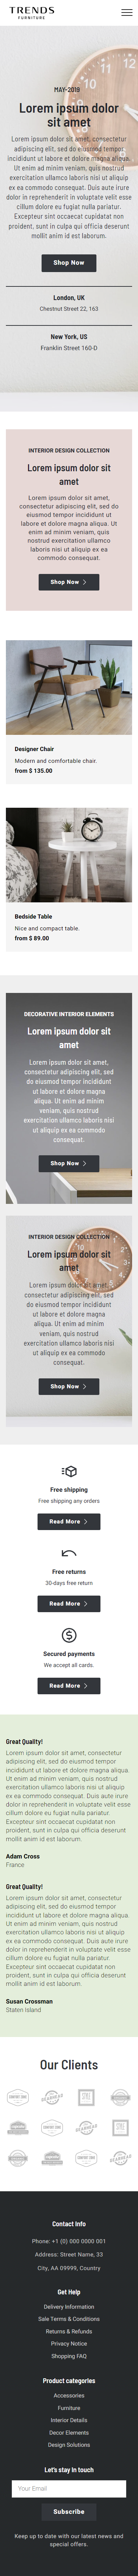 TRENDS
FURNITURE
MAY-2019
Lorem ipsum dolor
sit amet
Lorem ipsum dolor sit amet, consectetur
adipiscing elit, sed do eiusmod tempor
incididunt ut labore et dolore magna aliqua.
Ut enim ad minim veniam, quis nostrud
exercitation ullamco laboris nisi ut aliquip
ex ea commodo consequat. Duis aute irure
dolor in reprehenderit in voluptate velit esse
cillum dolore eu fugiat nulla pariatur.
Excepteur sint occaecat cupidatat non
proident, sunt in culpa qui officia deserunt
mollit anim id est laborum.
Shop Now
London, UK
Chestnut Street 22, 163
New York, US
Franklin Street 160-D
INTERIOR DESIGN COLLECTION
Lorem ipsum dolor sit
amet
Lorem ipsum dolor sit amet,
consectetur adipiscing elit, sed do
eiusmod tempor incididunt ut
labore et dolore magna aliqua. Ut
enim ad minim veniam, quis
nostrud exercitation ullamco
laboris nisi ut aliquip ex ea
commodo consequat.
Shop Now
Designer Chair
Modern and comfortable chair.
from $ 135.00
Bedside Table
Nice and compact table.
from $ 89.00
DECORATIVE INTERIOR ELEMENTS
Lorem ipsum dolor sit
amet
Lorem ipsum dolor sit amet,
consectetur adipiscing elit, sed
do eiusmod tempor incididunt
ut labore et dolore magna
aliqua. Ut enim ad minim
veniam, quis nostrud
exercitation ullamco laboris nisi
ut aliquip ex ea commodo
consequat.
Shop Now
INTERIOR DESIGN COLLECTION
Lorem ipsum dolor sit
amet
Lorem ipsum dolor sit amet,
consectetur adipiscing elit, sed
do eiusmod tempor incididunt
ut labore et dolore magna
aliqua. Ut enim ad minim
veniam, quis nostrud
exercitation ullamco laboris nisi
ut aliquip ex ea commodo
consequat.
Shop Now
Free shipping
Free shipping any orders
Read More
Free returns
30-days free return
Read More
Secured payments
We accept all cards.
Read More
Great Quality!
Lorem ipsum dolor sit amet, consectetur
adipiscing elit, sed do eiusmod tempor
incididunt ut labore et dolore magna aliqua.
Ut enim ad minim veniam, quis nostrud
exercitation ullamco laboris nisi ut aliquip ex
ea commodo consequat. Duis aute irure
dolor in reprehenderit in voluptate velit esse
cillum dolore eu fugiat nulla pariatur.
Excepteur sint occaecat cupidatat non
proident, sunt in culpa qui officia deserunt
mollit anim id est laborum.
Adam Cross
France
Great Quality!
Lorem ipsum dolor sit amet, consectetur
adipiscing elit, sed do eiusmod tempor
incididunt ut labore et dolore magna aliqua.
Ut enim ad minim veniam, quis nostrud
exercitation ullamco laboris nisi ut aliquip ex
ea commodo consequat. Duis aute irure
dolor in reprehenderit in voluptate velit esse
cillum dolore eu fugiat nulla pariatur.
Excepteur sint occaecat cupidatat non
proident, sunt in culpa qui officia deserunt
mollit anim id est laborum.
Susan Crossman
Staten Island
Our Clients
Contact Info
Phone: +1 (0) 000 0000 001
Address: Street Name, 33
City, AA 09999, Country
Get Help
Delivery Information
Sale Terms & Conditions
Returns & Refunds
Privacy Notice
Shopping FAQ
Product categories
Accessories
Furniture
Interior Details
Decor Elements
Design Solutions
Let's stay in touch
Your Email
Subscribe
Keep up to date with our latest news and
special offers.